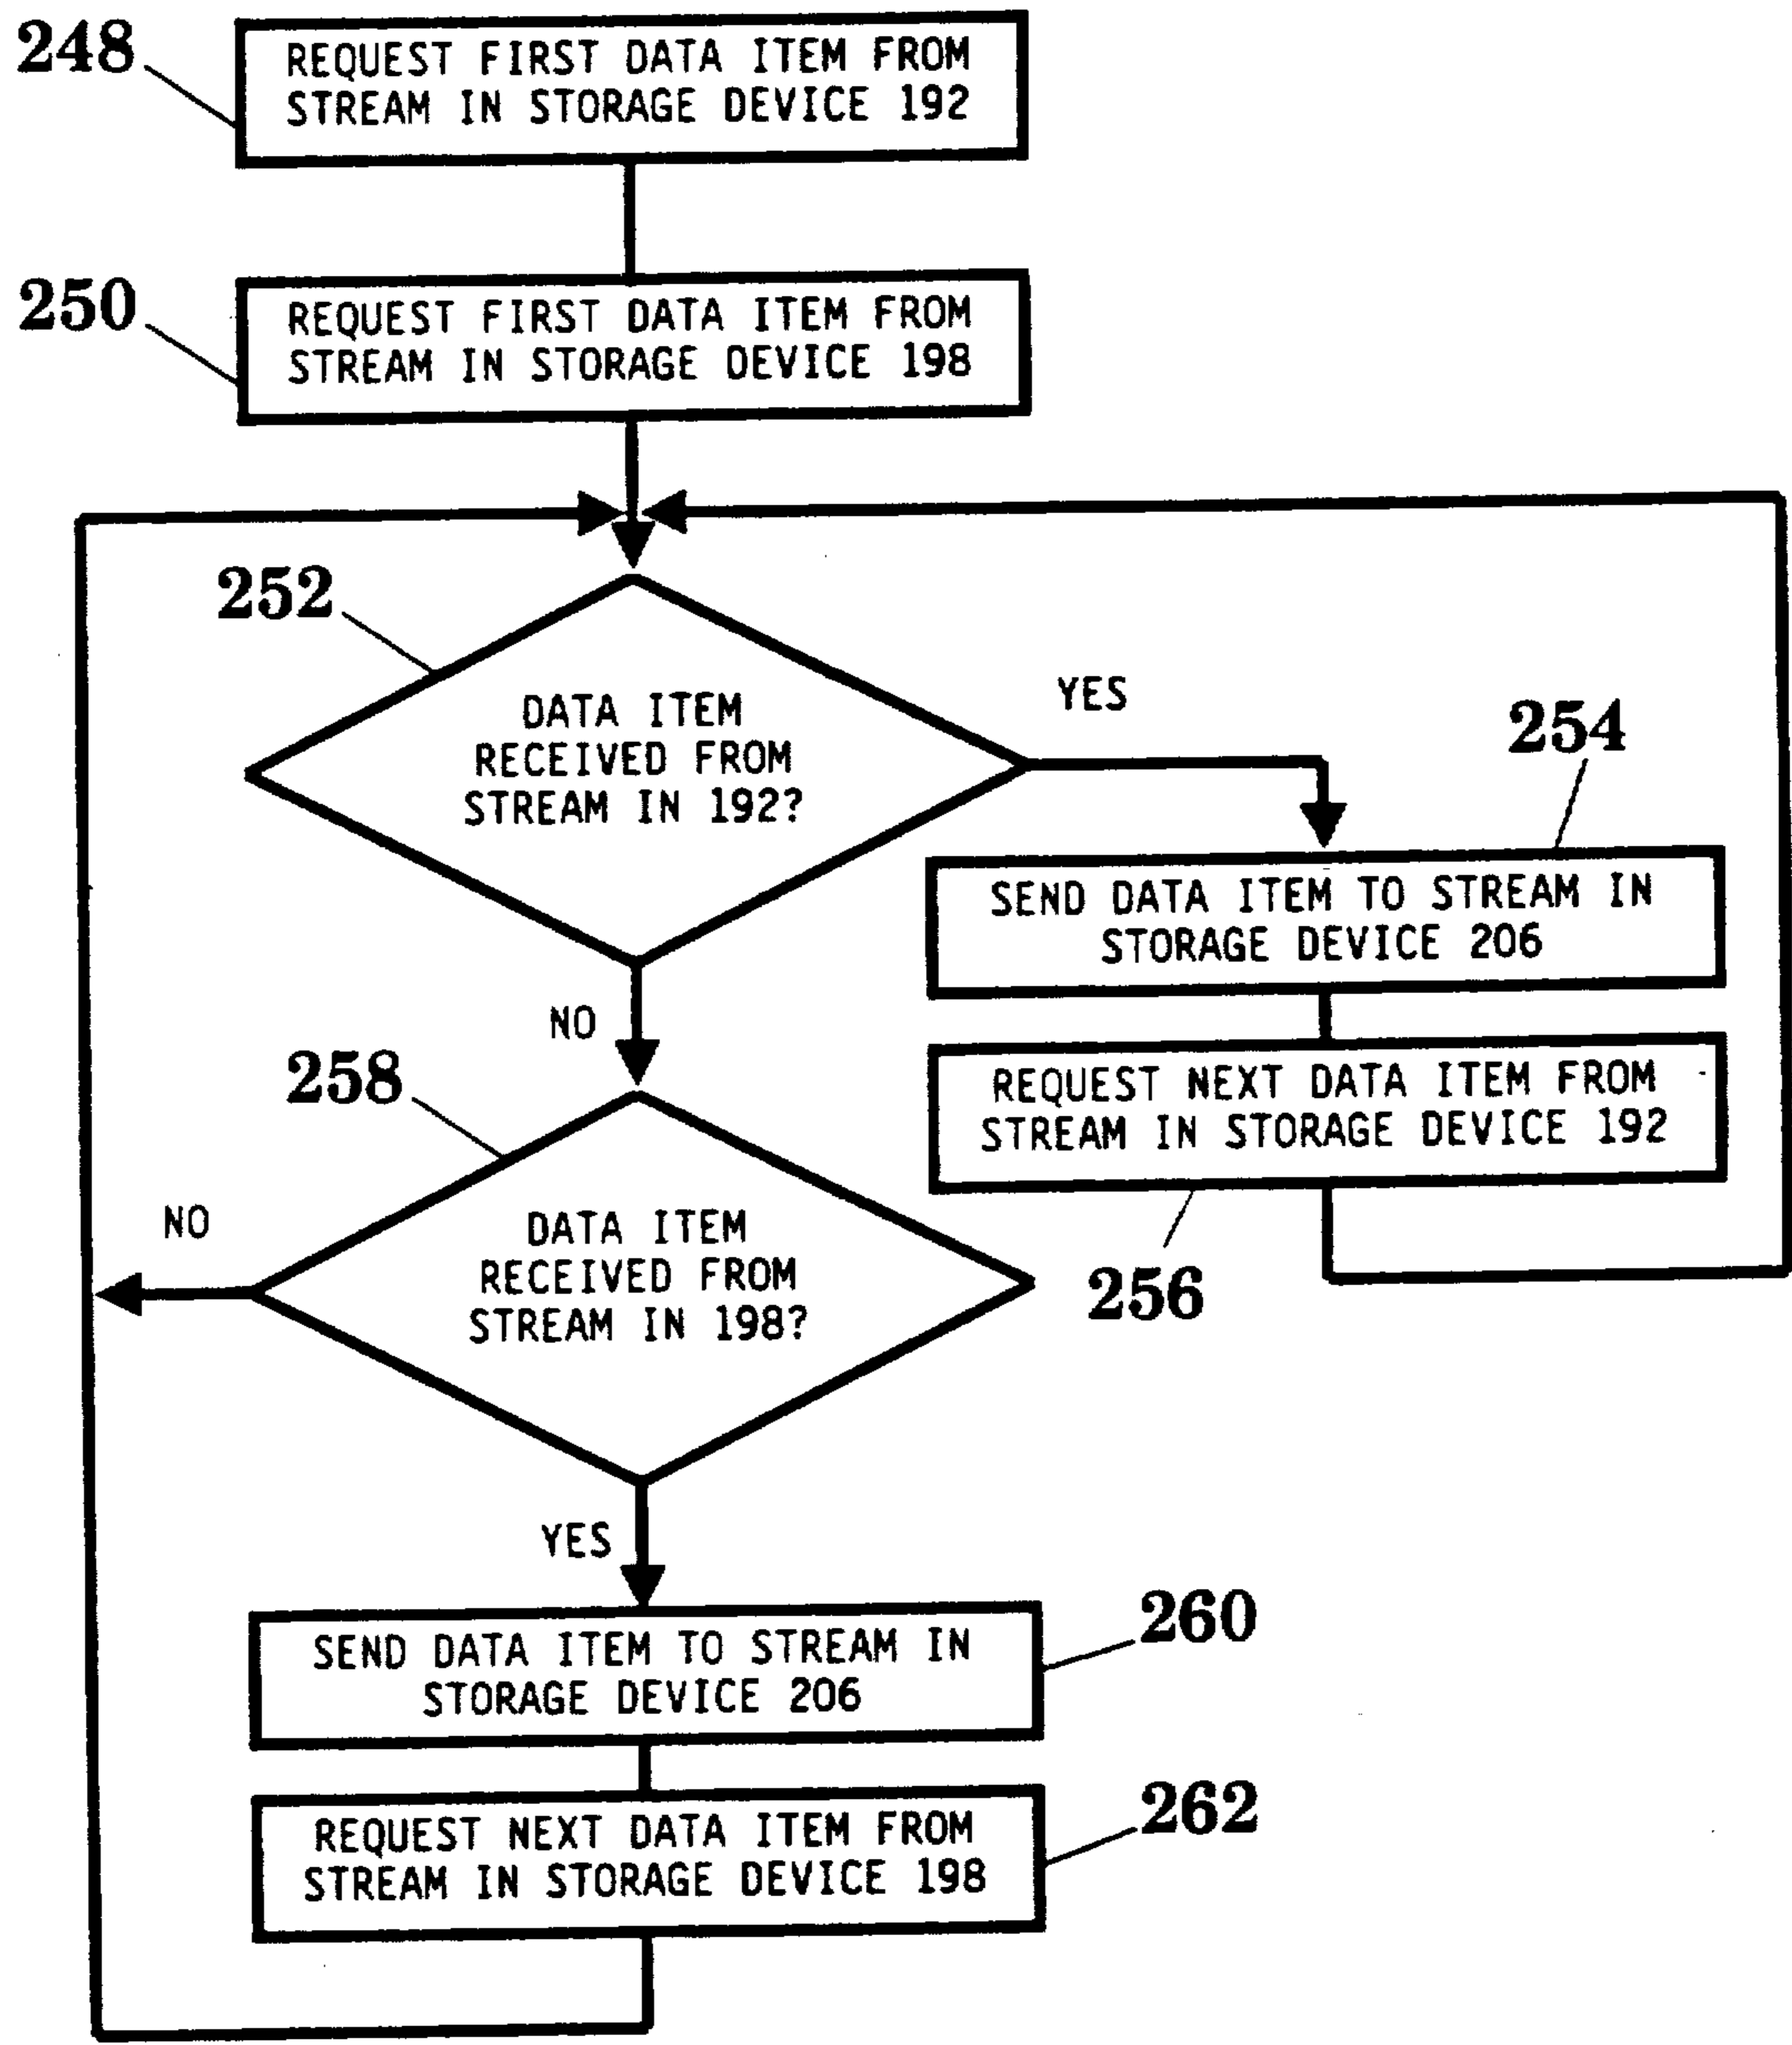 248
REQUEST FIRST DATA ITEM FROM
STREAM IN STORAGE DEVICE 192
250
REQUEST FIRST DATA ITEM FROM
STREAM IN STORAGE DEVICE 198
252
DATA ITEM
RECEIVED FROM
STREAM IN 192?
YES
254
SEND DATA ITEM TO STREAM IN
STORAGE DEVICE 206
NO
REQUEST NEXT DATA ITEM FROM
STREAM IN STORAGE DEVICE 192
256
258
DATA ITEM
RECEIVED FROM
STREAM IN 198?
NO
YES
260
SEND DATA ITEM TO STREAM IN
STORAGE DEVICE 206
262
REQUEST NEXT DATA ITEM FROM
STREAM IN STORAGE DEVICE 198